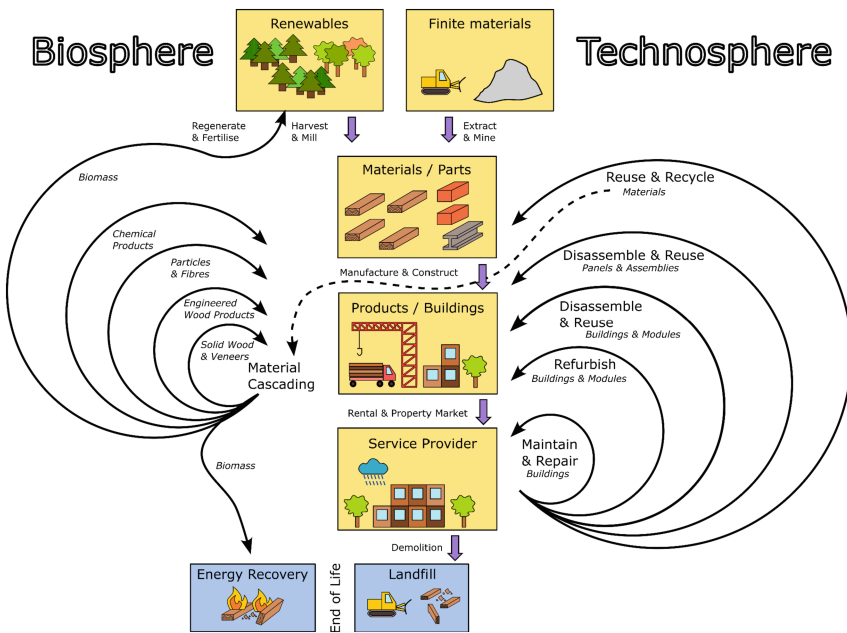 Biosphere
Renewables
Finite materials
Technosphere
Regenerate
& Fertilise
Harvest
& Mill
Extract
& Mine
Biomass
Materials / Parts
Reuse & Recycle
Materials
Chemical
Products
Particles
& Fibres
Manufacture & Construct
Disassemble & Reuse
Panels & Assemblies
Engineered
Wood Products
Products / Buildings
Disassemble
& Reuse
Buildings & Modules
Solid Wood
& Veneers
Material
Cascading
Refurbish
Buildings & Modules
Rental & Property Market
Service Provider
Maintain
& Repair
Buildings
Biomass
Demolition
Energy Recovery
End of Life
Landfill